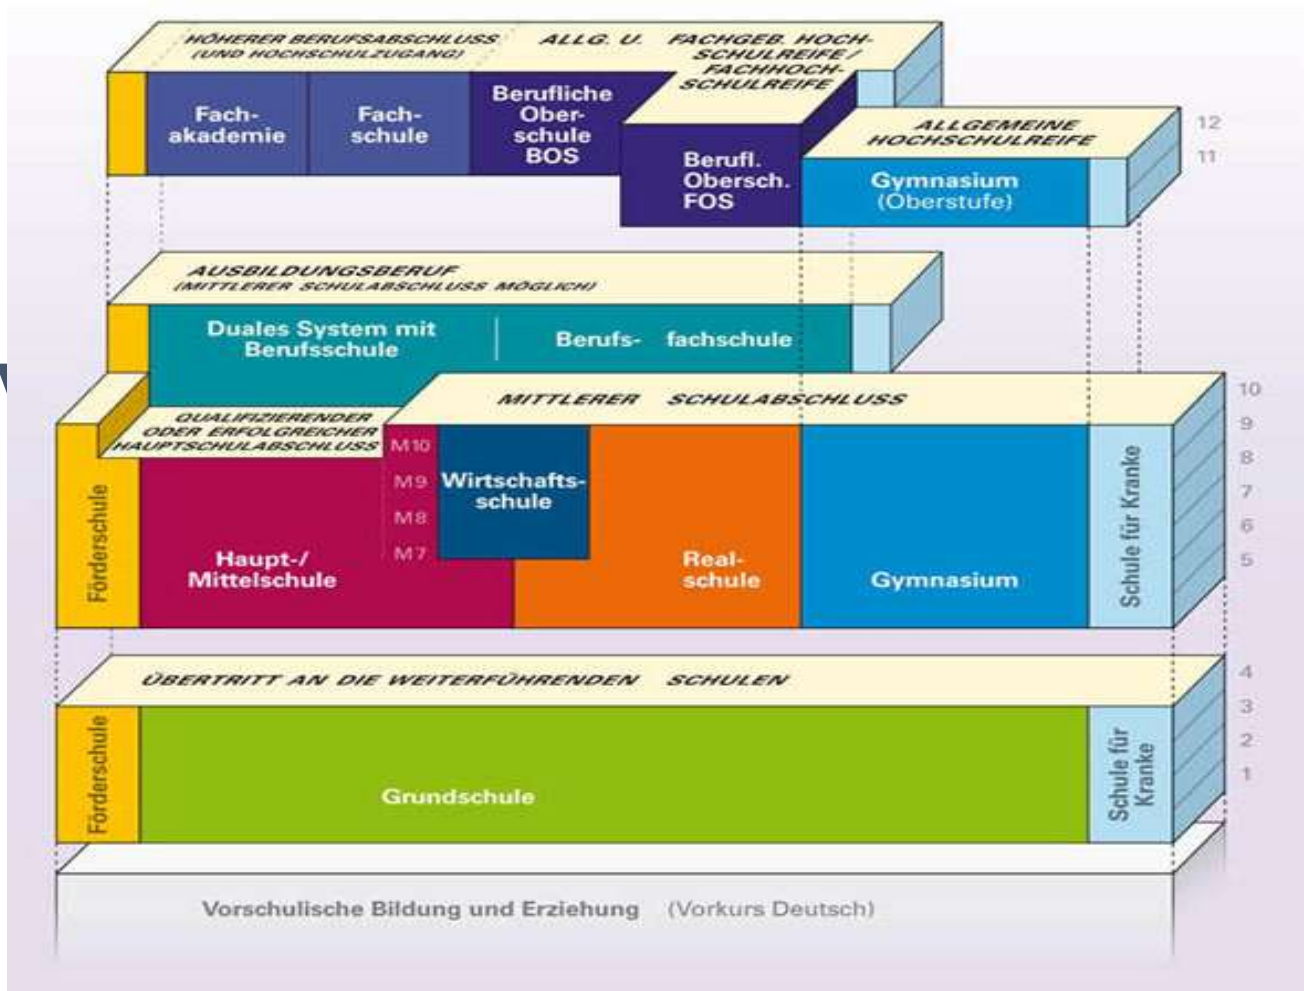 HÖHERER BERUFSABSCHLUSS
(UND HOCHSCHULZUGANG)
ALLG. U. FACHGEB. HOCH-
SCHULREIFE /
FACHHOCH-
SCHULREIFE
Fach-
akademie
Fach-
schule
Berufliche
Ober-
schule
BOS
Berufl.
Obersch.
FOS
ALLGEMEINE
HOCHSCHULREIFE
Gymnasium
(Oberstufe)
12
11
AUSBILDUNGSBERUF
(MITTLERER SCHULABSCHLUSS MÖGLICH)
Duales System mit
Berufsschule
Berufs- fachschule
MITTLERER SCHULABSCHLUSS
QUALIFIZIERENDER
ODER ERFOLGREICHER
HAUPTSCHULABSCHLUSS
M10
M9
M8
M7
Förderschule
Haupt-/
Mittelschule
Wirtschafts-
schule
Real-
schule
Gymnasium
Schule für Kranke
10
9
8
7
6
5
ÜBERTRITT AN DIE WEITERFÜHRENDEN SCHULEN
Förderschule
Grundschule
Schule für
Kranke
4
3
2
1
Vorschulische Bildung und Erziehung (Vorkurs Deutsch)